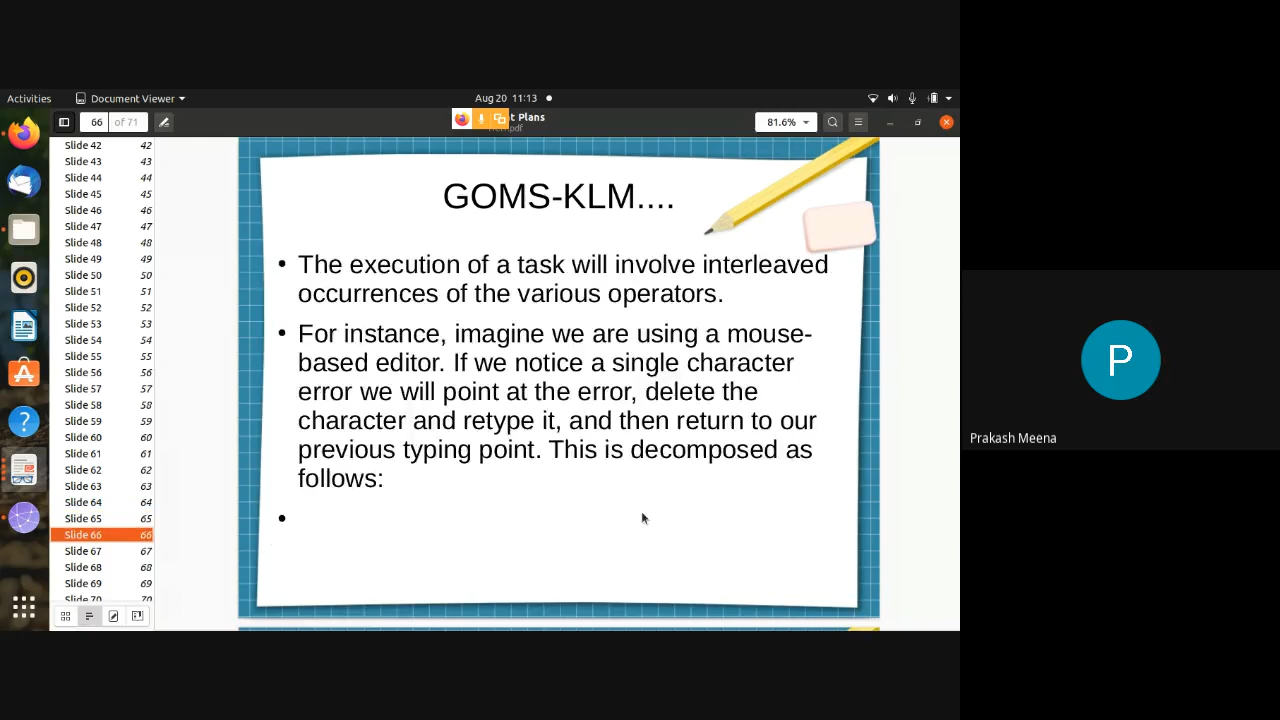 Activities
Document Viewer
Aug 20 11:13
66 of 71
t Plans
.pdf
81.6%
Slide 42 42
Slide 43 43
Slide 44 44
Slide 45 45
Slide 46 46
Slide 47 47
Slide 48 48
Slide 49 49
Slide 50 50
Slide 51 51
Slide 52 52
Slide 53 53
Slide 54 54
Slide 55 55
Slide 56 56
Slide 57 57
Slide 58 58
Slide 59 59
Slide 60 60
Slide 61 61
Slide 62 62
Slide 63 63
Slide 64 64
Slide 65 65
Slide 66 66
Slide 67 67
Slide 68 68
Slide 69 69
Slide 70 70
GOMS-KLM....
• The execution of a task will involve interleaved
occurrences of the various operators.
• For instance, imagine we are using a mouse-
based editor. If we notice a single character
error we will point at the error, delete the
character and retype it, and then return to our
previous typing point. This is decomposed as
follows:
•
P
Prakash Meena